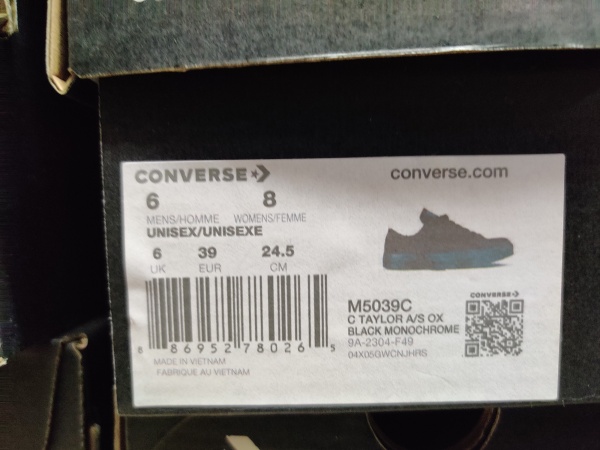 CONVERSE
converse.com
6 8
MENS/HOMME WOMENS/FEMME
UNISEX/UNISEXE
6 39 24.5
UK EUR CM
M5039C
C TAYLOR A/S OX
BLACK MONOCHROME
9A-2304-F49
04X05GWCNJHRS
CONVERSE
8 86952 78026 5
MADE IN VIETNAM
FABRIQUE AU VIETNAM